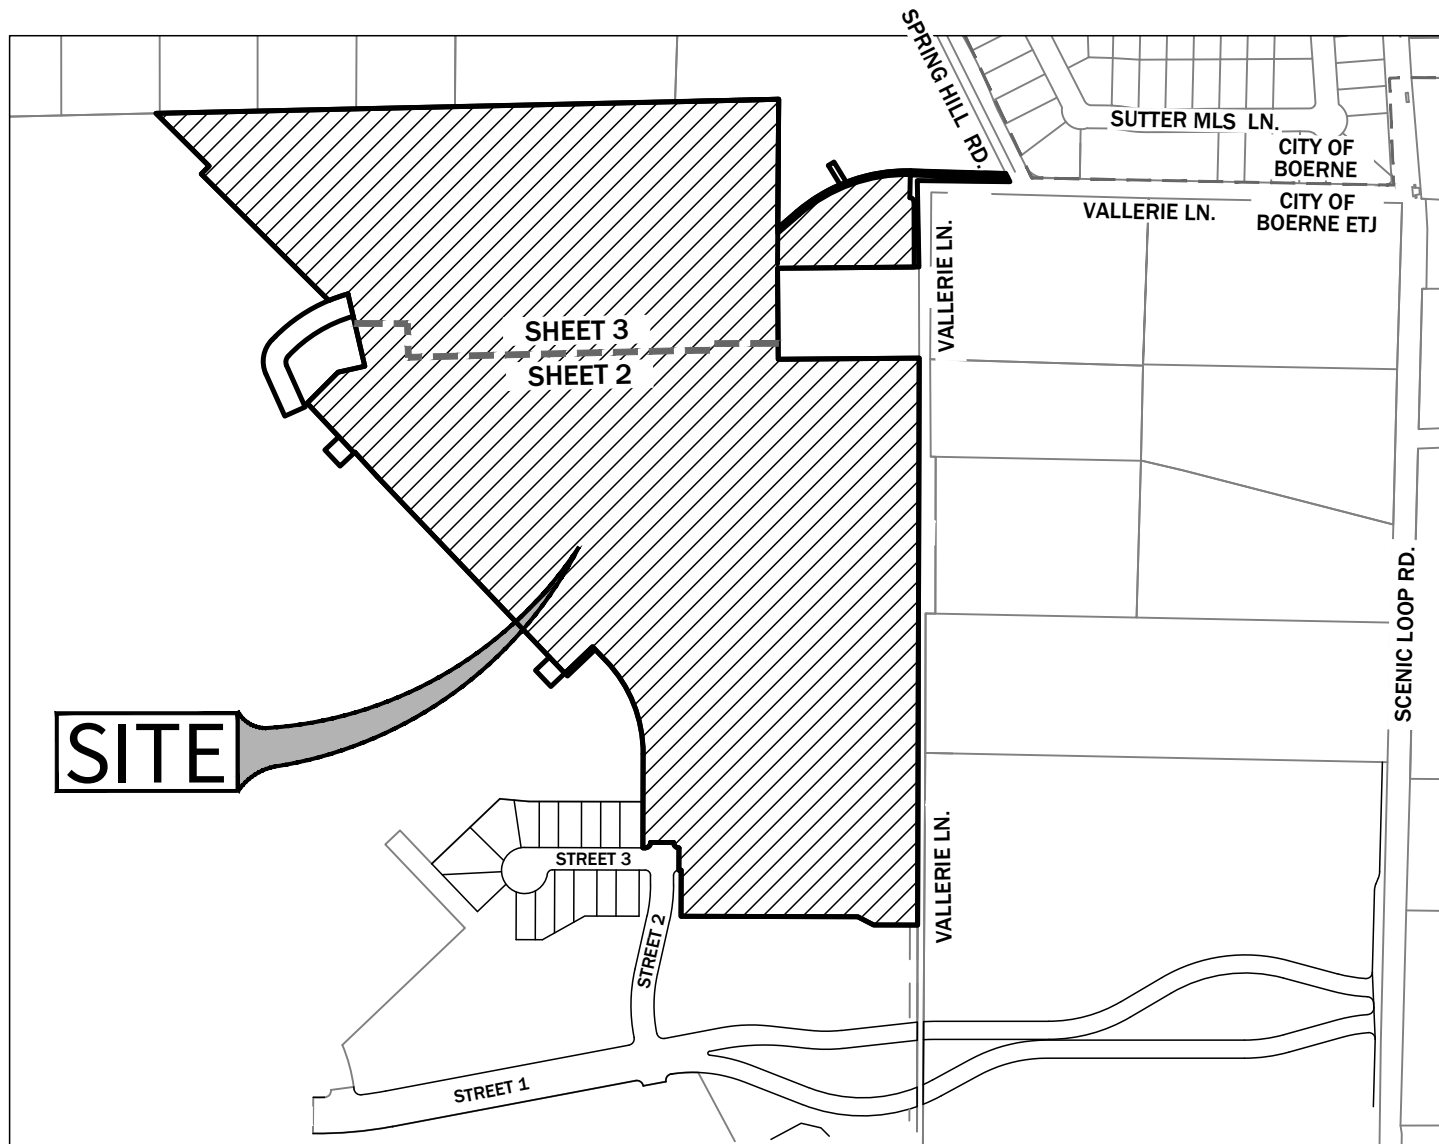 SPRING HILL RD.
SUTTER MLS LN.
CITY OF
BOERNE
VALLERIE LN.
CITY OF
BOERNE ETJ
VALLERIE LN.
SHEET 3
SHEET 2
SCENIC LOOP RD.
SITE
VALLERIE LN.
STREET 3
STREET 2
STREET 1